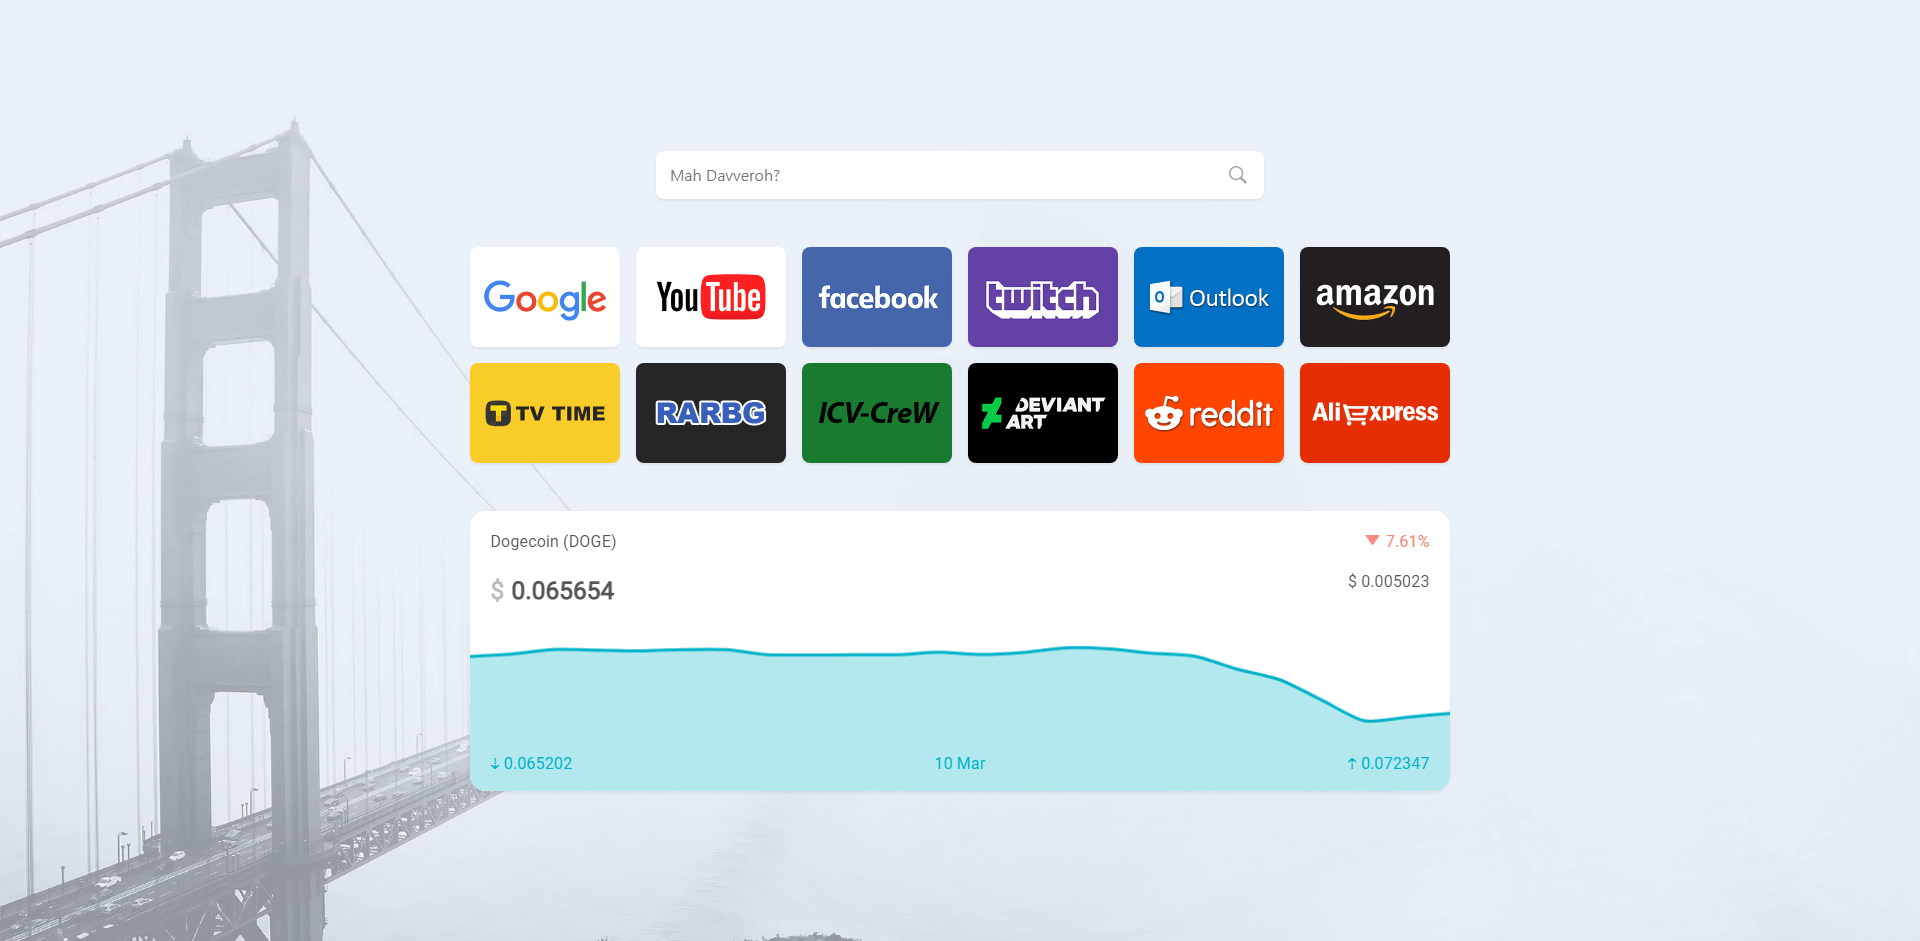 Mah Davveroh?
Google
YouTube
facebook
twitch
Outlook
amazon
TV TIME
RARBG
ICV-CreW
DEVIANT
ART
reddit
AliExpress
Dogecoin (DOGE)
▼ 7.61%
$ 0.065654
$ 0.005023
↓ 0.065202
10 Mar
↑ 0.072347